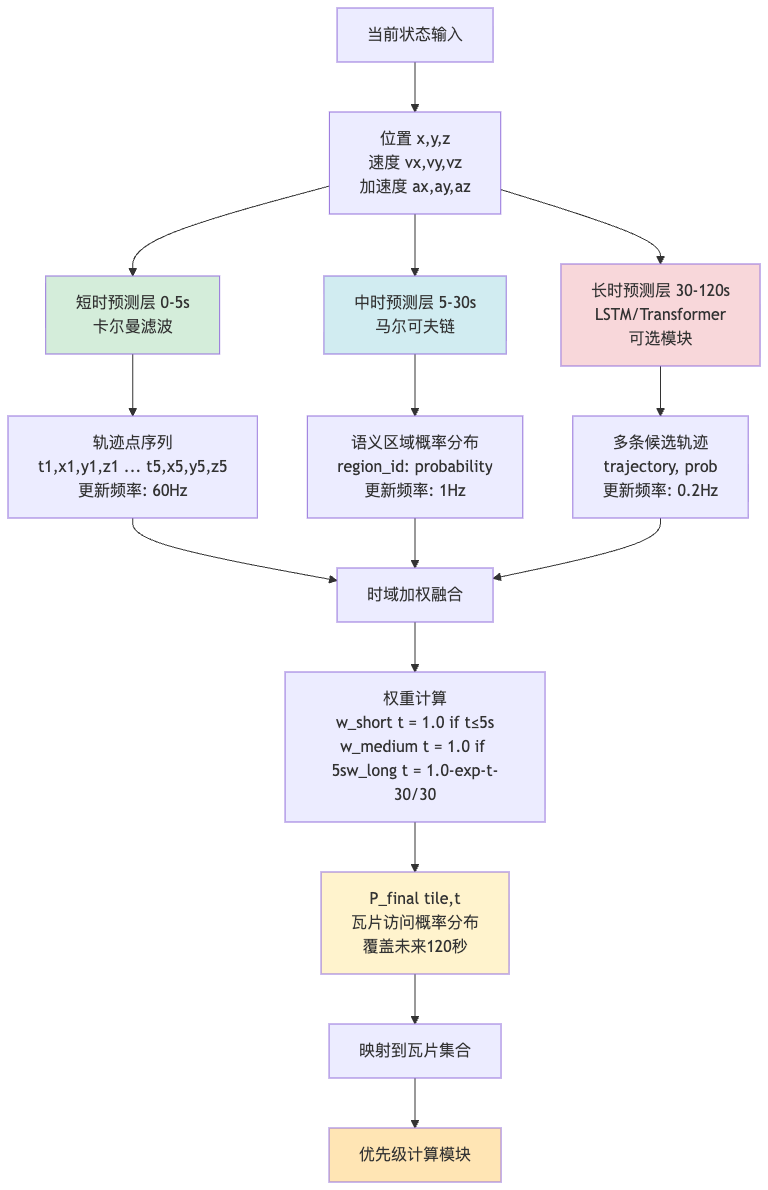 当前状态输入
位置 x,y,z
速度 vx,vy,vz
加速度 ax,ay,az
短时预测层 0-5s
卡尔曼滤波
中时预测层 5-30s
马尔可夫链
长时预测层 30-120s
LSTM/Transformer
可选模块
轨迹点序列
t1,x1,y1,z1 ... t5,x5,y5,z5
更新频率: 60Hz
语义区域概率分布
region_id: probability
更新频率: 1Hz
多条候选轨迹
trajectory, prob
更新频率: 0.2Hz
时域加权融合
权重计算
w_short t = 1.0 if t≤5s
w_medium t = 1.0 if
5sw_long t = 1.0-exp-t-
30/30
P_final tile,t
瓦片访问概率分布
覆盖未来120秒
映射到瓦片集合
优先级计算模块